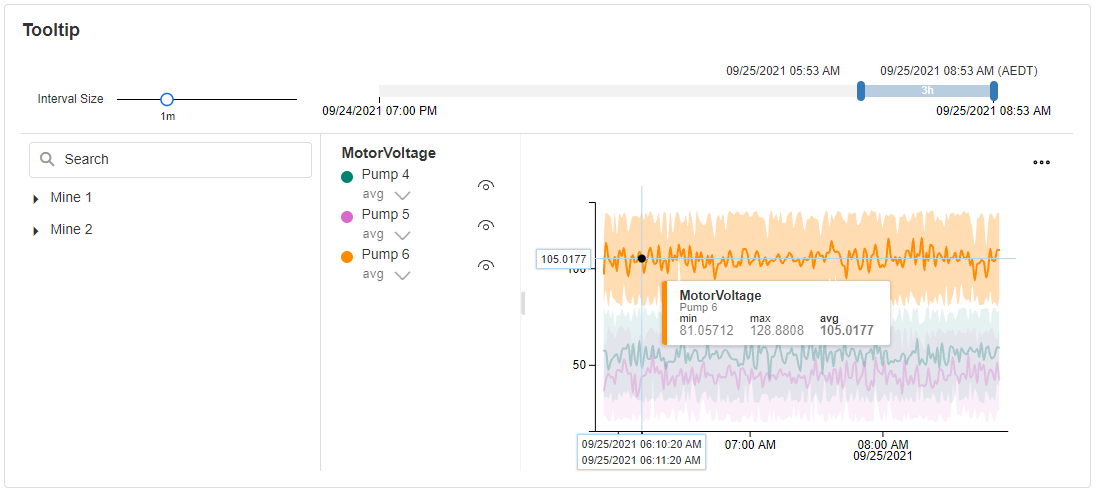 Tooltip
09/25/2021 05:53 AM 09/25/2021 08:53 AM (AEDT)
Interval Size
3h
1m
09/24/2021 07:00 PM 09/25/2021 08:53 AM
Search
Mine 1
Mine 2
MotorVoltage
Pump 4
avg
Pump 5
avg
Pump 6
avg
105.0177
100
50
MotorVoltage
Pump 6
min max avg
81.05712 128.8808 105.0177
09/25/2021 06:10:20 AM
09/25/2021 06:11:20 AM
07:00 AM 08:00 AM
09/25/2021